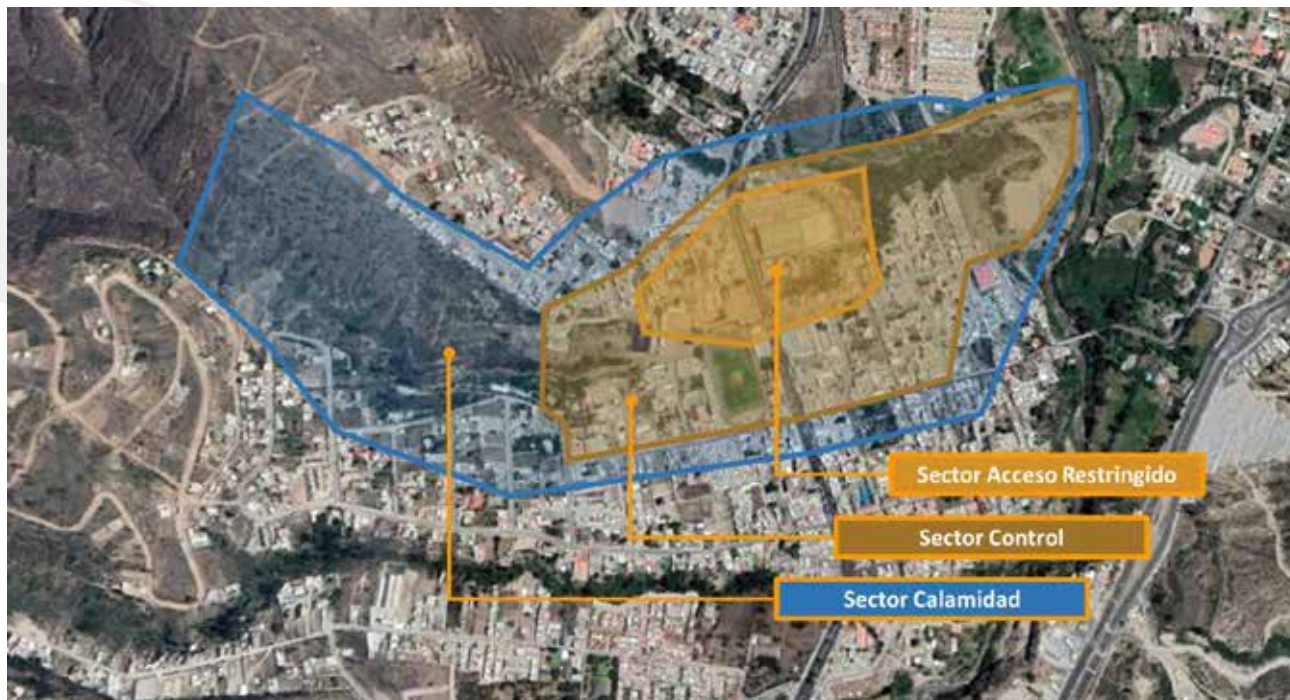 Sector Acceso Restringido
Sector Control
Sector Calamidad